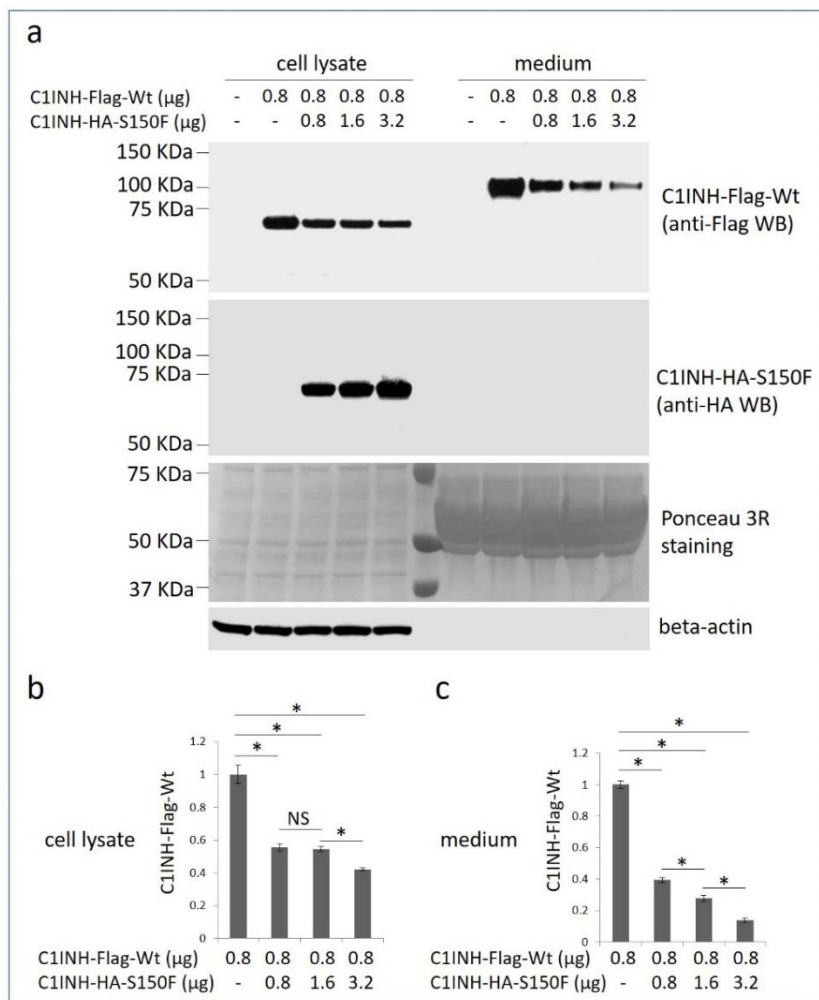 a
cell lysate medium
C1INH-Flag-Wt (µg) - 0.8 0.8 0.8 0.8 - 0.8 0.8 0.8 0.8
C1INH-HA-S150F (µg) - - 0.8 1.6 3.2 - - 0.8 1.6 3.2
150 KDa
100 KDa
75 KDa
50 KDa
C1INH-Flag-Wt
(anti-Flag WB)
150 KDa
100 KDa
75 KDa
50 KDa
C1INH-HA-S150F
(anti-HA WB)
75 KDa
50 KDa
37 KDa
Ponceau 3R
staining
beta-actin
b
cell lysate
C1INH-Flag-Wt
1.2
1
0.8
0.6
0.4
0.2
0
*
*
*
NS
*
C1INH-Flag-Wt (µg) 0.8 0.8 0.8 0.8
C1INH-HA-S150F (µg) - 0.8 1.6 3.2
c
medium
C1INH-Flag-Wt
1.2
1
0.8
0.6
0.4
0.2
0
*
*
*
*
*
C1INH-Flag-Wt (µg) 0.8 0.8 0.8 0.8
C1INH-HA-S150F (µg) - 0.8 1.6 3.2